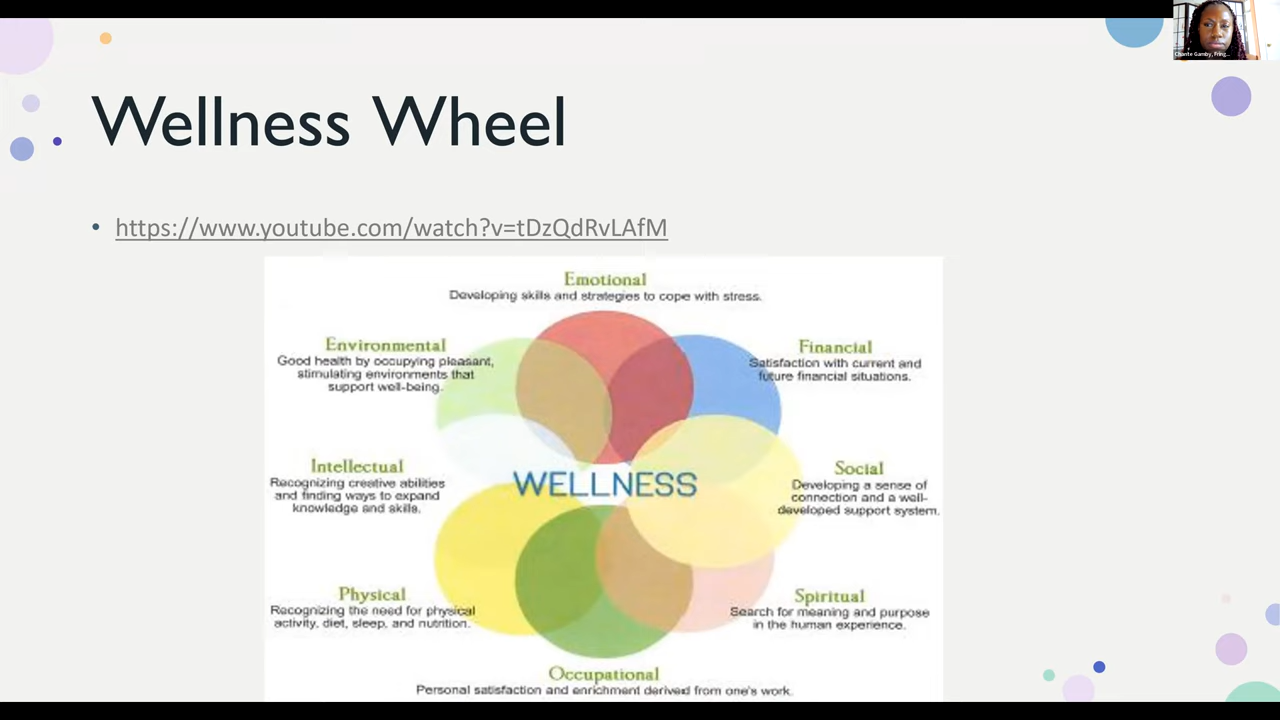 Chante Gamby, Fring...
Wellness Wheel
• https://www.youtube.com/watch?v=tDzQdRvLAfM
Emotional
Developing skills and strategies to cope with stress.
Environmental
Good health by occupying pleasant,
stimulating environments that
support well-being.
Financial
Satisfaction with current and
future financial situations.
Intellectual
Recognizing creative abilities
and finding ways to expand
knowledge and skills.
WELLNESS
Social
Developing a sense of
connection and a well-
developed support system.
Physical
Recognizing the need for physical
activity, diet, sleep, and nutrition.
Spiritual
Search for meaning and purpose
in the human experience.
Occupational
Personal satisfaction and enrichment derived from one's work.